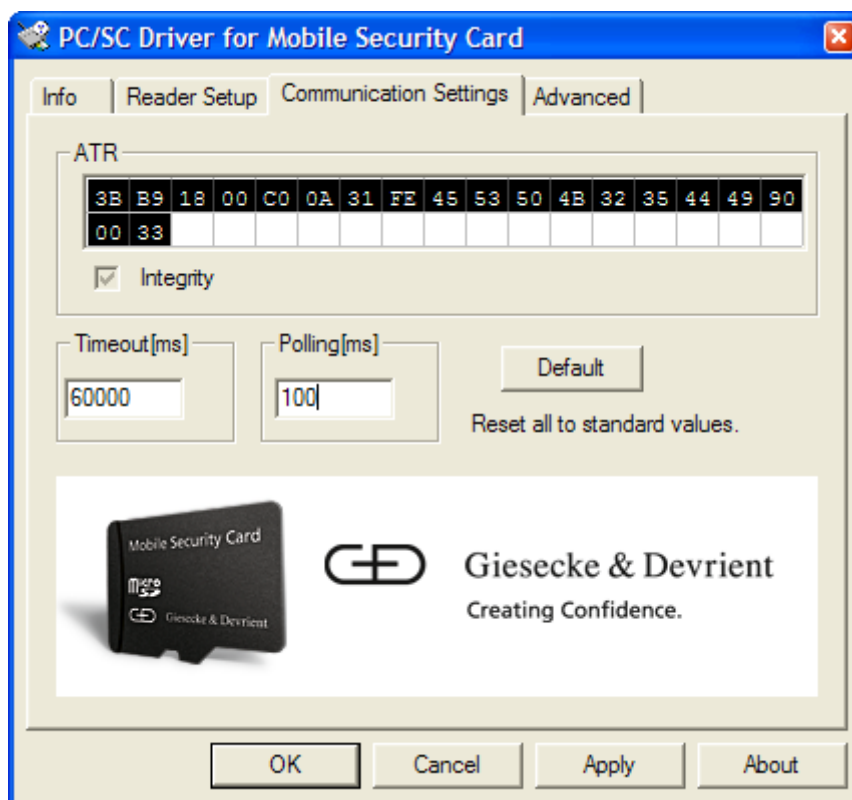 PC/SC Driver for Mobile Security Card
Info Reader Setup Communication Settings Advanced
ATR
3B B9 18 00 C0 0A 31 FE 45 53 50 4B 32 35 44 49 90
00 33
Integrity
Timeout[ms] Polling[ms]
60000 100 Default
Reset all to standard values.
Mobile Security Card
micro SD
Giesecke & Devrient
Giesecke & Devrient
Creating Confidence.
OK Cancel Apply About